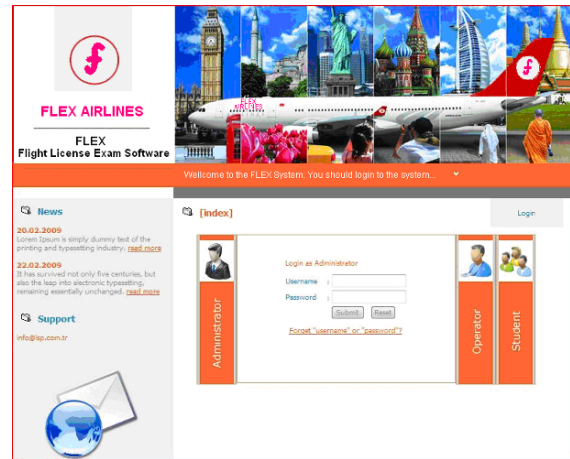 FLEX AIRLINES
FLEX
Flight License Exam Software
FLEX
AIRLINES
Wellcome to the FLEX System. You should login to the system...
News
20.02.2009
Lorem Ipsum is simply dummy text of the
printing and typesetting industry. read more
22.02.2009
It has survived not only five centuries, but
also the leap into electronic typesetting,
remaining essentially unchanged. read more
Support
info@lsp.com.tr
[index]
Login
Administrator
Login as Administrator
Username :
Password :
Submit Reset
Forget "username" or "password"?
Operator
Student